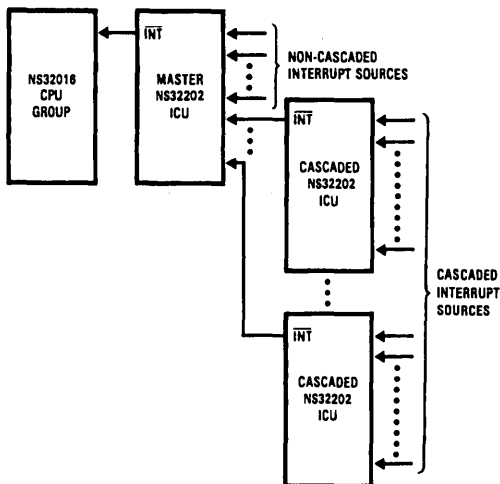 NS32016
CPU
GROUP
INT
MASTER
NS32202
ICU
NON-CASCADED
INTERRUPT SOURCES
INT
CASCADED
NS32202
ICU
CASCADED
INTERRUPT
SOURCES
INT
CASCADED
NS32202
ICU